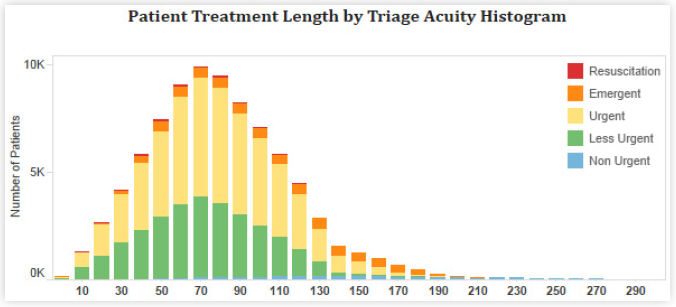 Patient Treatment Length by Triage Acuity Histogram
10K
5K
0K
Number of Patients
Resuscitation
Emergent
Urgent
Less Urgent
Non Urgent
10 30 50 70 90 110 130 150 170 190 210 230 250 270 290